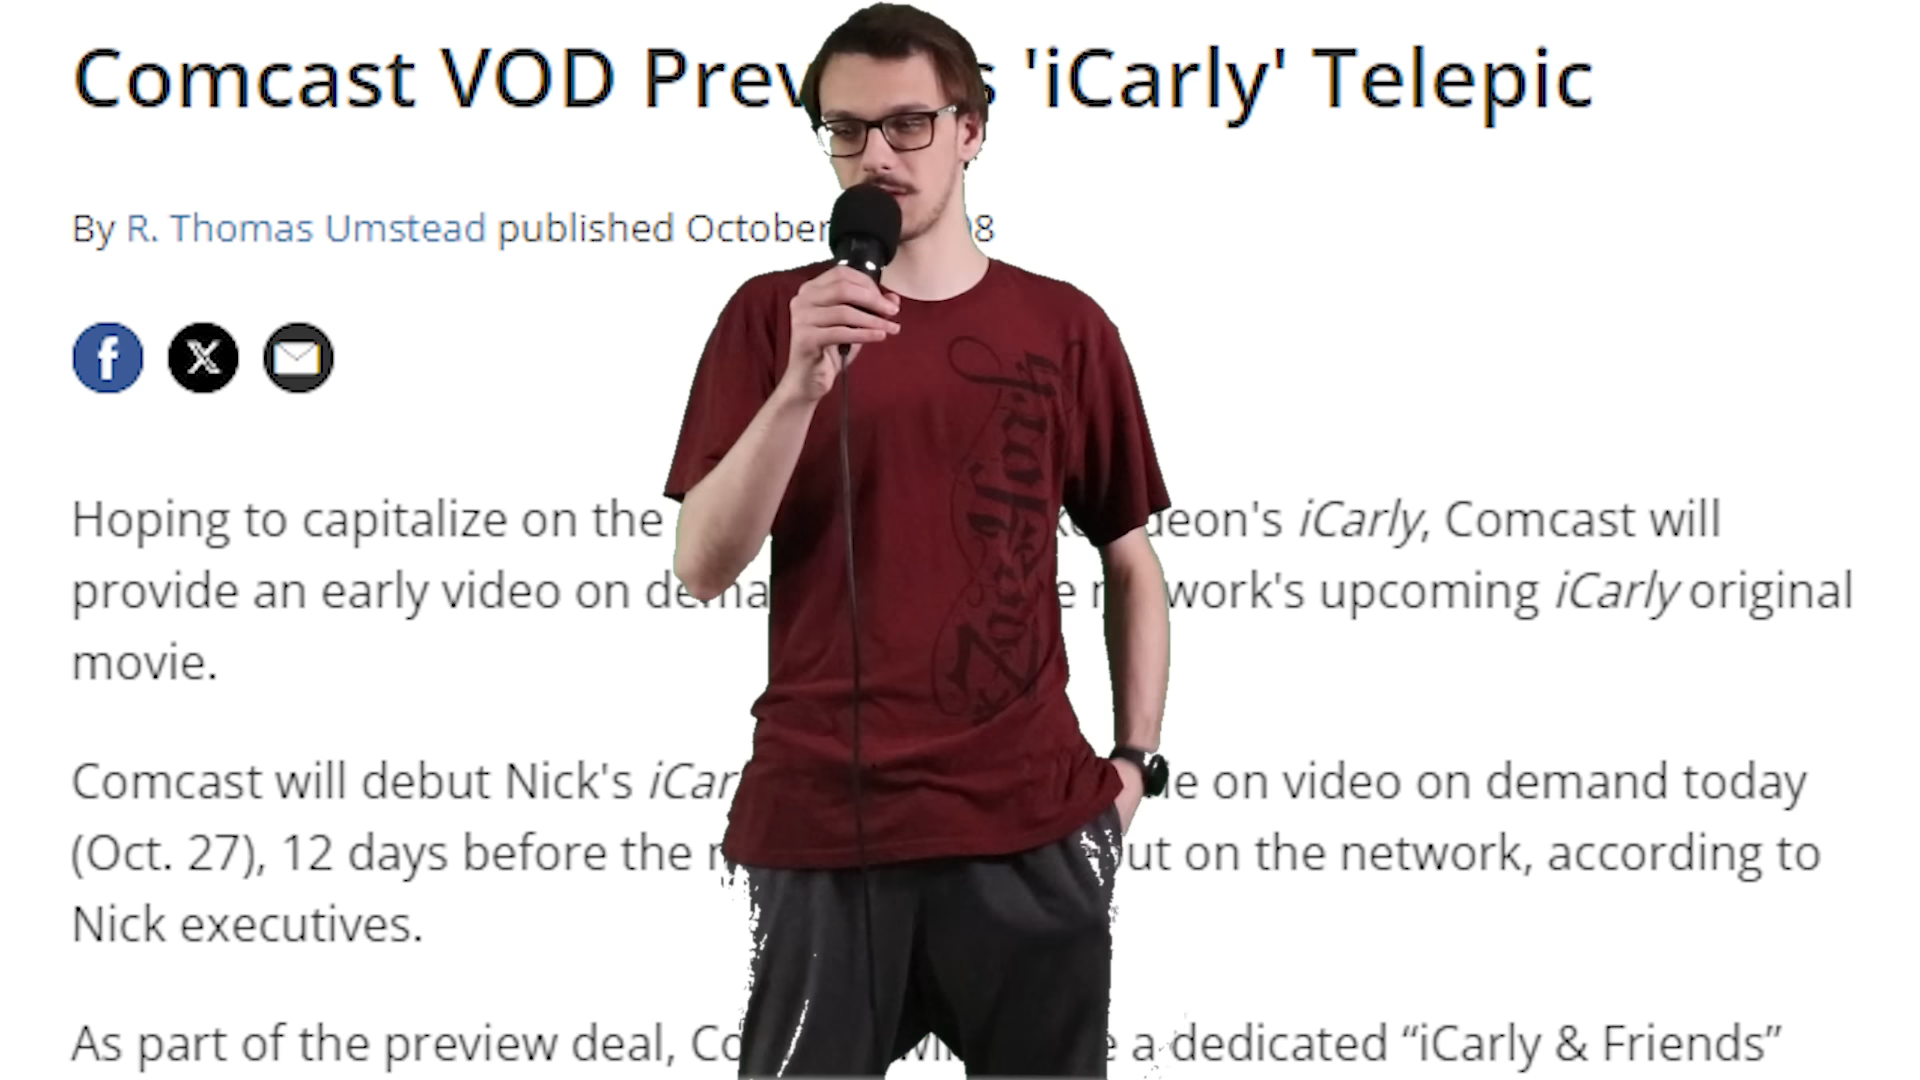 Comcast VOD Prev s 'iCarly' Telepic
By R. Thomas Umstead published October 8
Hoping to capitalize on the deon's iCarly, Comcast will
provide an early video on dema e work's upcoming iCarly original
movie.
Comcast will debut Nick's iCar e on video on demand today
(Oct. 27), 12 days before the ut on the network, according to
Nick executives.
As part of the preview deal, Co a dedicated “iCarly & Friends”